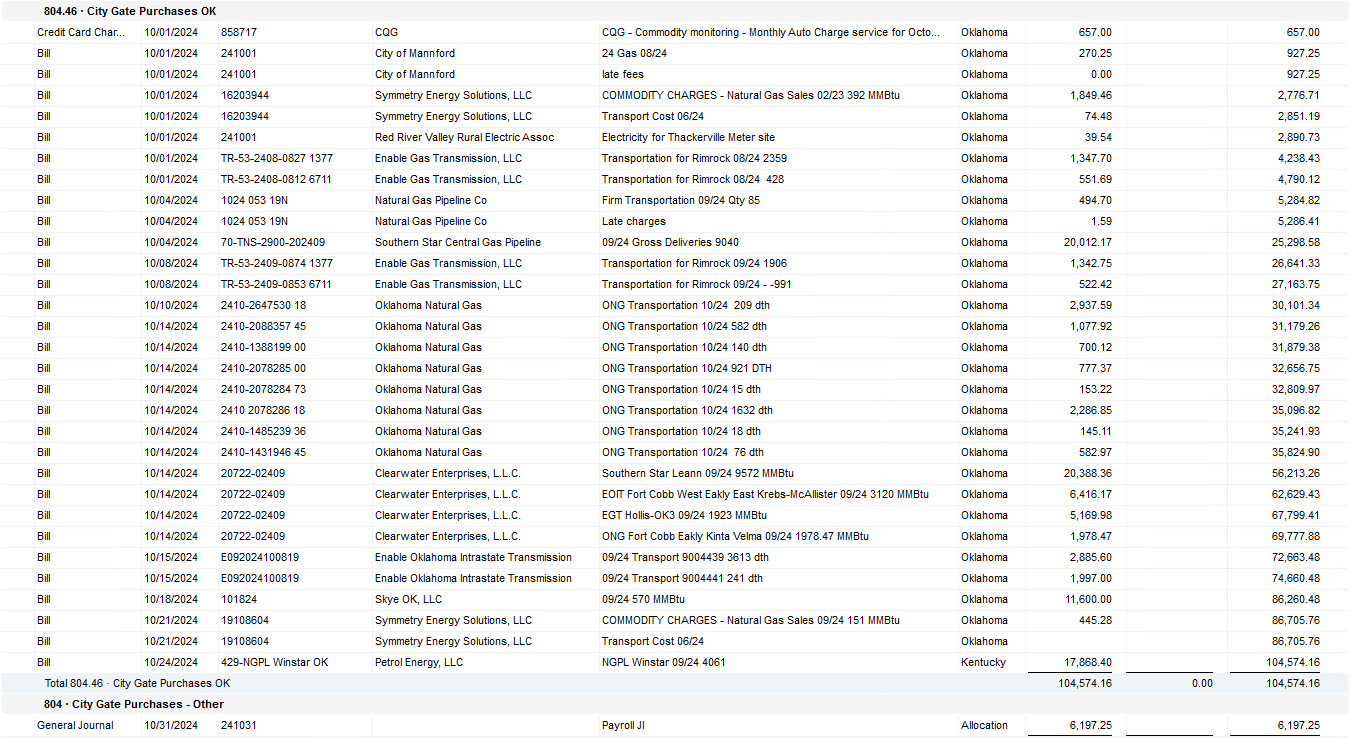 804.46 · City Gate Purchases OK
Credit Card Char... 10/01/2024 858717 CQG CQG - Commodity monitoring - Monthly Auto Charge service for Octo... Oklahoma 657.00 657.00
Bill 10/01/2024 241001 City of Mannford 24 Gas 08/24 Oklahoma 270.25 927.25
Bill 10/01/2024 241001 City of Mannford late fees Oklahoma 0.00 927.25
Bill 10/01/2024 16203944 Symmetry Energy Solutions, LLC COMMODITY CHARGES - Natural Gas Sales 02/23 392 MMBtu Oklahoma 1,849.46 2,776.71
Bill 10/01/2024 16203944 Symmetry Energy Solutions, LLC Transport Cost 06/24 Oklahoma 74.48 2,851.19
Bill 10/01/2024 241001 Red River Valley Rural Electric Assoc Electricity for Thackerville Meter site Oklahoma 39.54 2,890.73
Bill 10/01/2024 TR-53-2408-0827 1377 Enable Gas Transmission, LLC Transportation for Rimrock 08/24 2359 Oklahoma 1,347.70 4,238.43
Bill 10/01/2024 TR-53-2408-0812 6711 Enable Gas Transmission, LLC Transportation for Rimrock 08/24 428 Oklahoma 551.69 4,790.12
Bill 10/04/2024 1024 053 19N Natural Gas Pipeline Co Firm Transportation 09/24 Qty 85 Oklahoma 494.70 5,284.82
Bill 10/04/2024 1024 053 19N Natural Gas Pipeline Co Late charges Oklahoma 1.59 5,286.41
Bill 10/04/2024 70-TNS-2900-202409 Southern Star Central Gas Pipeline 09/24 Gross Deliveries 9040 Oklahoma 20,012.17 25,298.58
Bill 10/08/2024 TR-53-2409-0874 1377 Enable Gas Transmission, LLC Transportation for Rimrock 09/24 1906 Oklahoma 1,342.75 26,641.33
Bill 10/08/2024 TR-53-2409-0853 6711 Enable Gas Transmission, LLC Transportation for Rimrock 09/24 - -991 Oklahoma 522.42 27,163.75
Bill 10/10/2024 2410-2647530 18 Oklahoma Natural Gas ONG Transportation 10/24 209 dth Oklahoma 2,937.59 30,101.34
Bill 10/14/2024 2410-2088357 45 Oklahoma Natural Gas ONG Transportation 10/24 582 dth Oklahoma 1,077.92 31,179.26
Bill 10/14/2024 2410-1388199 00 Oklahoma Natural Gas ONG Transportation 10/24 140 dth Oklahoma 700.12 31,879.38
Bill 10/14/2024 2410-2078285 00 Oklahoma Natural Gas ONG Transportation 10/24 921 DTH Oklahoma 777.37 32,656.75
Bill 10/14/2024 2410-2078284 73 Oklahoma Natural Gas ONG Transportation 10/24 15 dth Oklahoma 153.22 32,809.97
Bill 10/14/2024 2410 2078286 18 Oklahoma Natural Gas ONG Transportation 10/24 1632 dth Oklahoma 2,286.85 35,096.82
Bill 10/14/2024 2410-1485239 36 Oklahoma Natural Gas ONG Transportation 10/24 18 dth Oklahoma 145.11 35,241.93
Bill 10/14/2024 2410-1431946 45 Oklahoma Natural Gas ONG Transportation 10/24 76 dth Oklahoma 582.97 35,824.90
Bill 10/14/2024 20722-02409 Clearwater Enterprises, L.L.C. Southern Star Leann 09/24 9572 MMBtu Oklahoma 20,388.36 56,213.26
Bill 10/14/2024 20722-02409 Clearwater Enterprises, L.L.C. EOIT Fort Cobb West Eakly East Krebs-McAllister 09/24 3120 MMBtu Oklahoma 6,416.17 62,629.43
Bill 10/14/2024 20722-02409 Clearwater Enterprises, L.L.C. EGT Hollis-OK3 09/24 1923 MMBtu Oklahoma 5,169.98 67,799.41
Bill 10/14/2024 20722-02409 Clearwater Enterprises, L.L.C. ONG Fort Cobb Eakly Kinta Velma 09/24 1978.47 MMBtu Oklahoma 1,978.47 69,777.88
Bill 10/15/2024 E092024100819 Enable Oklahoma Intrastate Transmission 09/24 Transport 9004439 3613 dth Oklahoma 2,885.60 72,663.48
Bill 10/15/2024 E092024100819 Enable Oklahoma Intrastate Transmission 09/24 Transport 9004441 241 dth Oklahoma 1,997.00 74,660.48
Bill 10/18/2024 101824 Skye OK, LLC 09/24 570 MMBtu Oklahoma 11,600.00 86,260.48
Bill 10/21/2024 19108604 Symmetry Energy Solutions, LLC COMMODITY CHARGES - Natural Gas Sales 09/24 151 MMBtu Oklahoma 445.28 86,705.76
Bill 10/21/2024 19108604 Symmetry Energy Solutions, LLC Transport Cost 06/24 Oklahoma 86,705.76
Bill 10/24/2024 429-NGPL Winstar OK Petrol Energy, LLC NGPL Winstar 09/24 4061 Kentucky 17,868.40 104,574.16
Total 804.46 · City Gate Purchases OK 104,574.16 0.00 104,574.16
804 · City Gate Purchases - Other
General Journal 10/31/2024 241031 Payroll JI Allocation 6,197.25 6,197.25